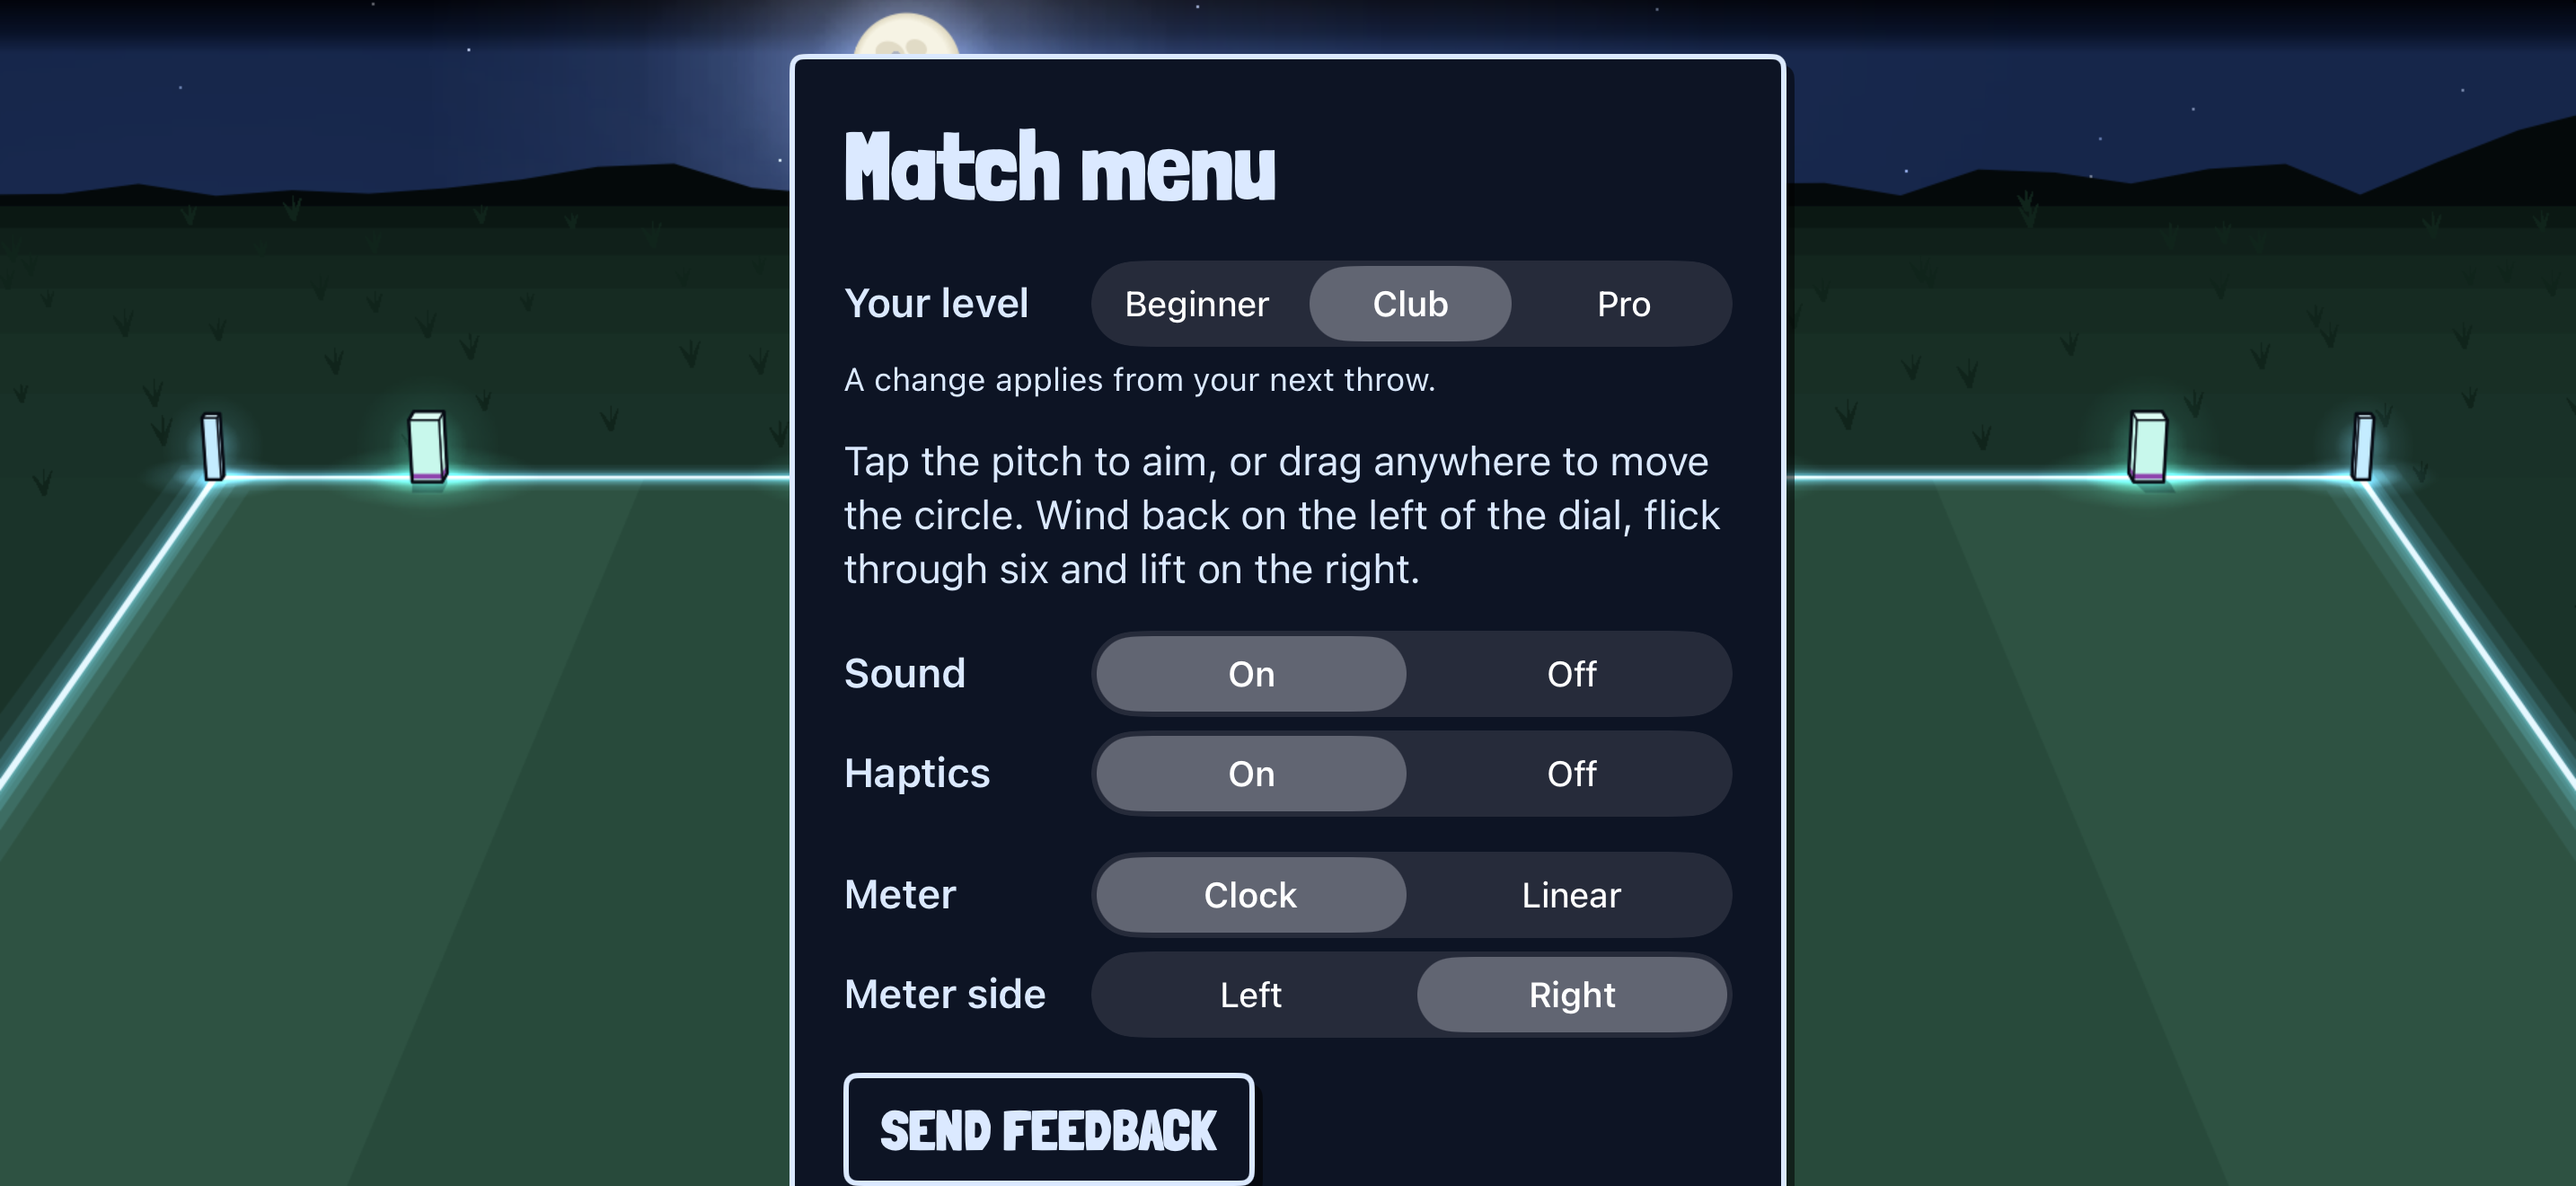 Match menu
Your level
Beginner
Club
Pro
A change applies from your next throw.
Tap the pitch to aim, or drag anywhere to move
the circle. Wind back on the left of the dial, flick
through six and lift on the right.
Sound
On
Off
Haptics
On
Off
Meter
Clock
Linear
Meter side
Left
Right
SEND FEEDBACK